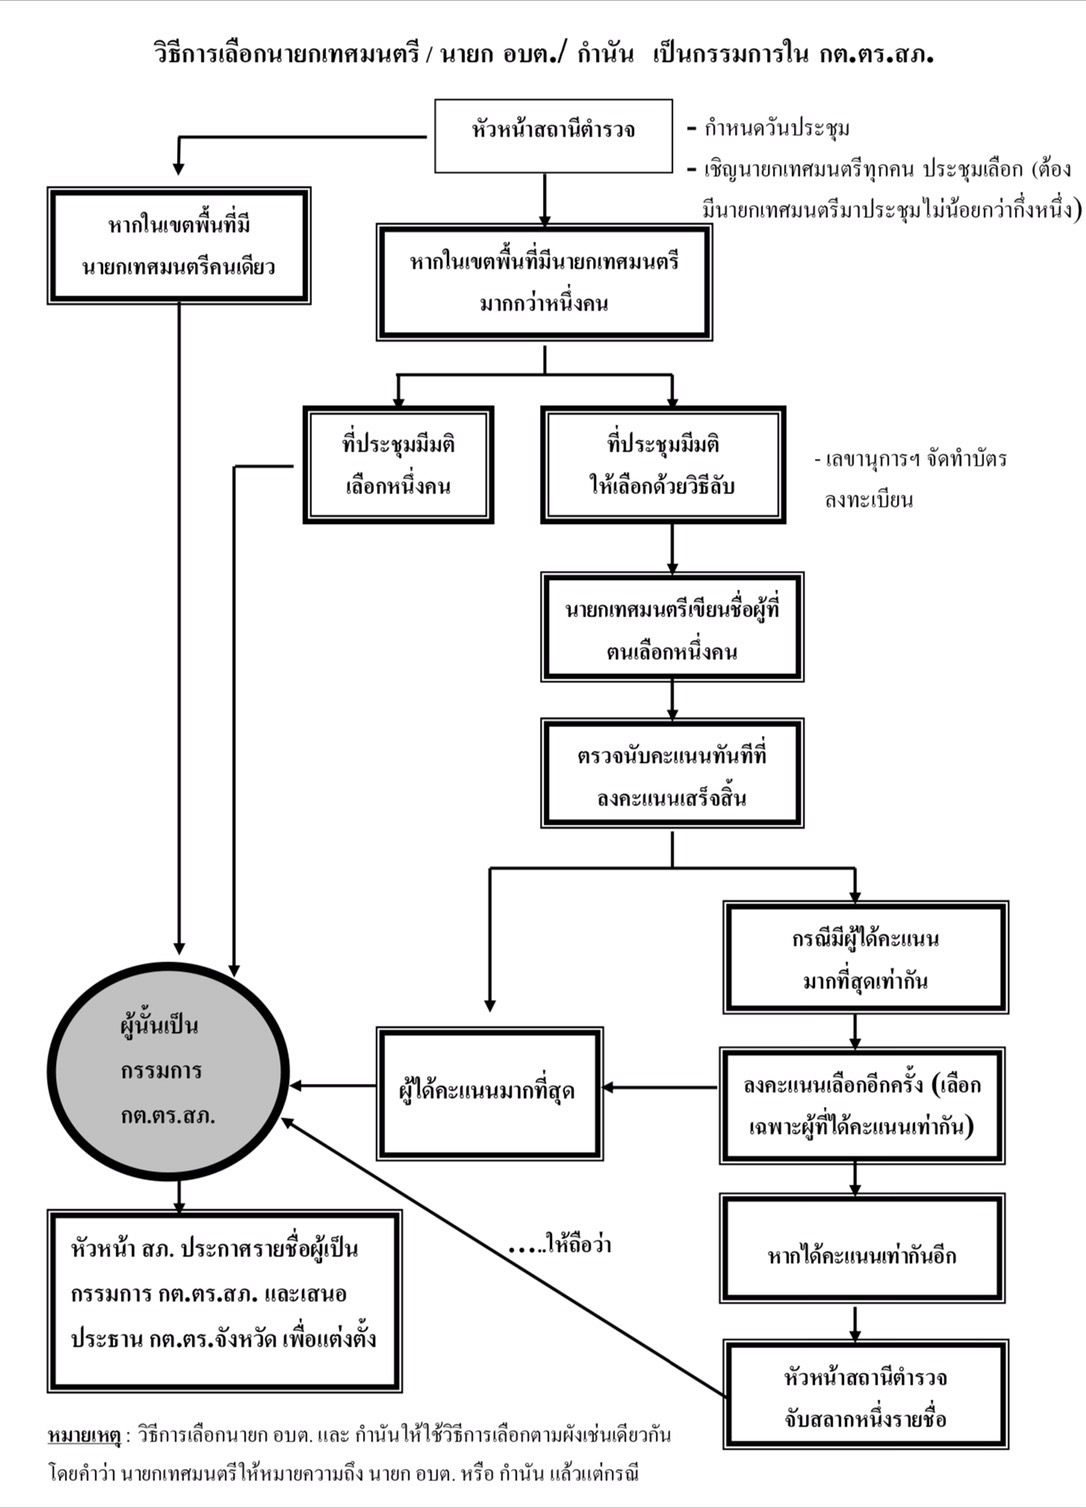 วิธีการเลือกนายกเทศมนตรี / นายก อบต./ กำนัน เป็นกรรมการใน กต.ตร.สภ.
หัวหน้าสถานีตำรวจ
- กำหนดวันประชุม
- เชิญนายกเทศมนตรีทุกคน ประชุมเลือก (ต้อง
มีนายกเทศมนตรีมาประชุมไม่น้อยกว่ากึ่งหนึ่ง)
หากในเขตพื้นที่มี
นายกเทศมนตรีคนเดียว
หากในเขตพื้นที่มีนายกเทศมนตรี
มากกว่าหนึ่งคน
ที่ประชุมมีมติ
เลือกหนึ่งคน
ที่ประชุมมีมติ
ให้เลือกด้วยวิธีลับ
- เลขานุการฯ จัดทำบัตร
ลงทะเบียน
นายกเทศมนตรีเขียนชื่อผู้ที่
ตนเลือกหนึ่งคน
ตรวจนับคะแนนทันทีที่
ลงคะแนนเสร็จสิ้น
กรณีมีผู้ได้คะแนน
มากที่สุดเท่ากัน
ผู้นั้นเป็น
กรรมการ
กต.ตร.สภ.
ผู้ได้คะแนนมากที่สุด
ลงคะแนนเลือกอีกครั้ง (เลือก
เฉพาะผู้ที่ได้คะแนนเท่ากัน)
หัวหน้า สภ. ประกาศรายชื่อผู้เป็น
กรรมการ กต.ตร.สภ. และเสนอ
ประธาน กต.ตร.จังหวัด เพื่อแต่งตั้ง
.....ให้ถือว่า
หากได้คะแนนเท่ากันอีก
หัวหน้าสถานีตำรวจ
จับสลากหนึ่งรายชื่อ
หมายเหตุ : วิธีการเลือกนายก อบต. และ กำนันให้ใช้วิธีการเลือกตามผังเช่นเดียวกัน
โดยคำว่า นายกเทศมนตรีให้หมายความถึง นายก อบต. หรือ กำนัน แล้วแต่กรณี